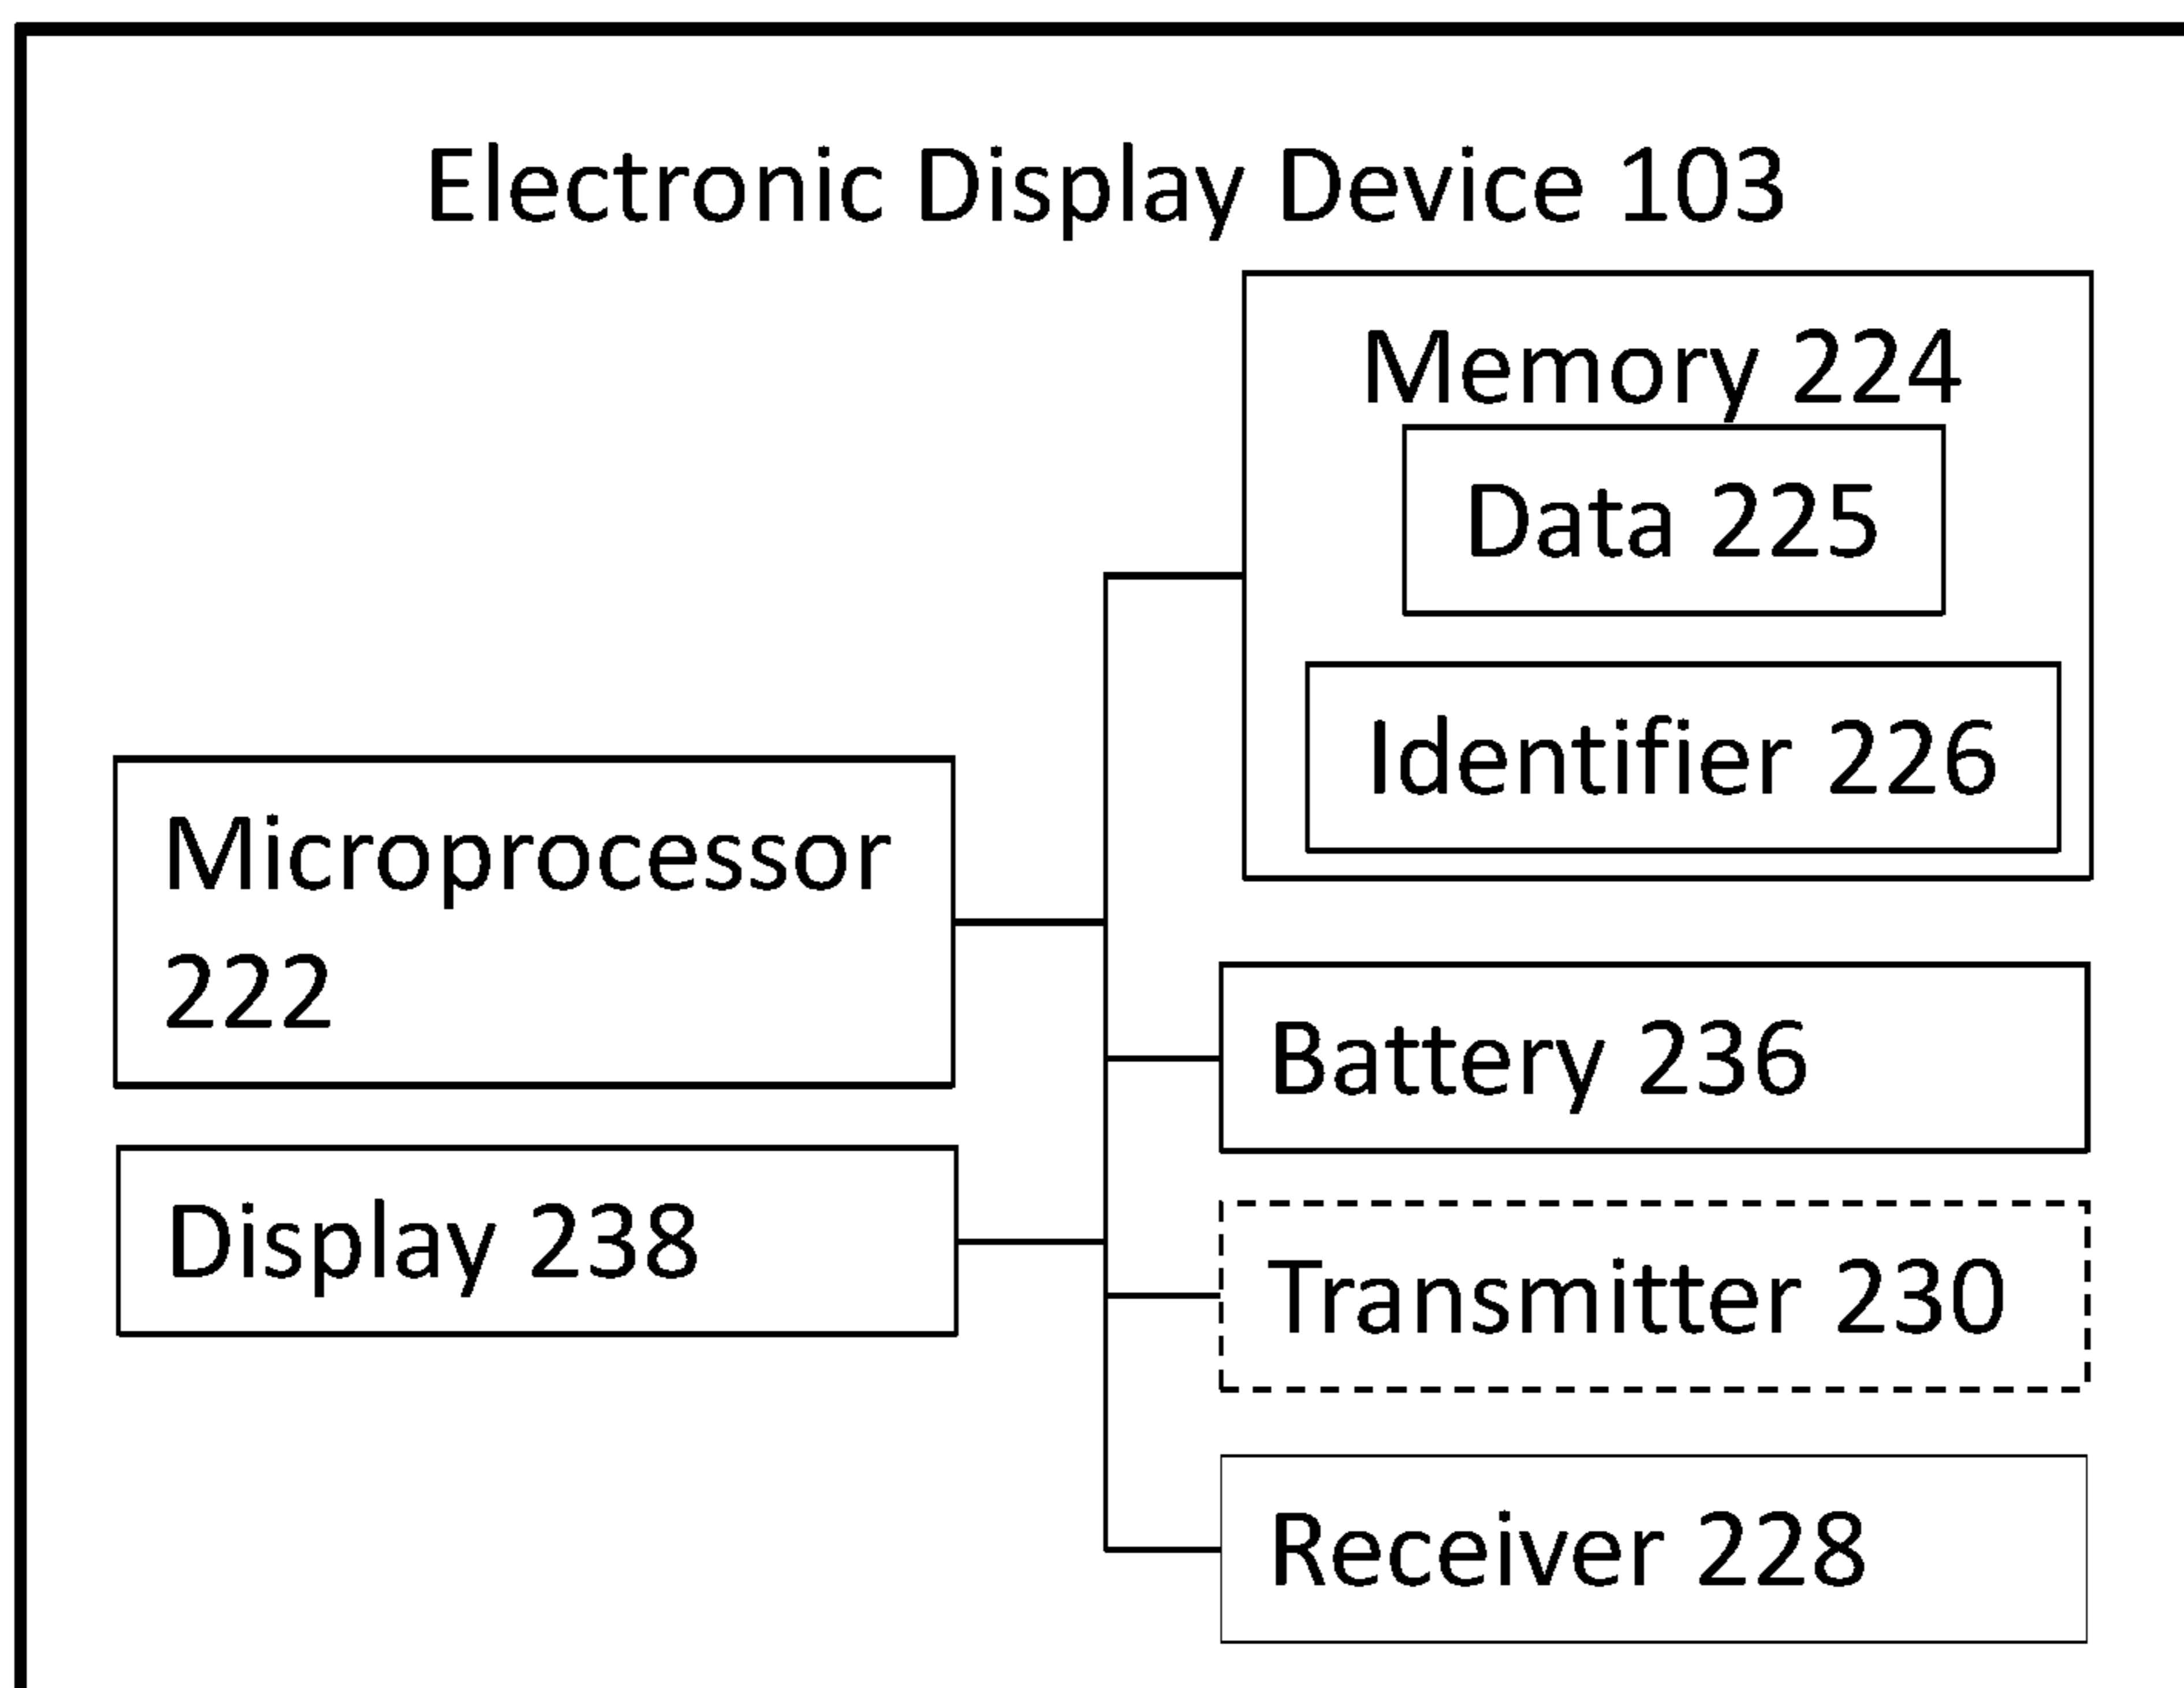 Electronic Display Device 103
Memory 224
Data 225
Identifier 226
Microprocessor
222
Battery 236
Display 238
Transmitter 230
Receiver 228